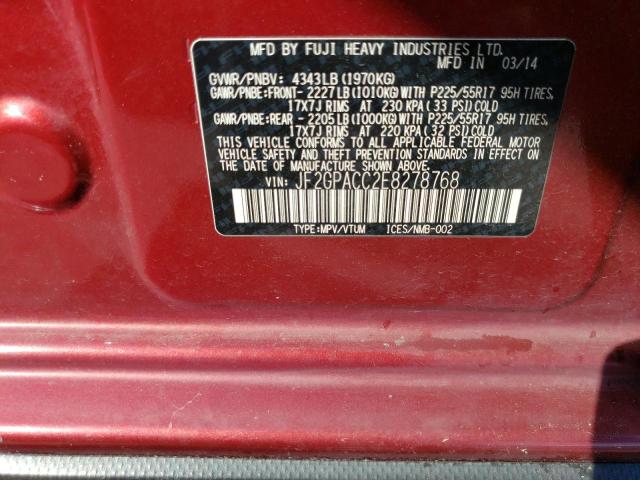 MFD BY FUJI HEAVY INDUSTRIES LTD.
MFD IN 03/14
GVWR/PNBV: 4343LB (1970KG)
GAWR/PNBE:FRONT- 2227LB (1010KG) WITH P225/55R17 95H TIRES,
17X7J RIMS AT 230 KPA ( 33 PSI) COLD
GAWR/PNBE:REAR - 2205LB (1000KG) WITH P225/55R17 95H TIRES,
17X7J RIMS AT 220 KPA ( 32 PSI) COLD
THIS VEHICLE CONFORMS TO ALL APPLICABLE FEDERAL MOTOR
VEHICLE SAFETY AND THEFT PREVENTION STANDARDS IN EFFECT ON
THE DATE OF MANUFACTURE SHOWN ABOVE.
VIN: JF2GPACC2E8278768
TYPE:MPV/VTUM ICES/NMB-002